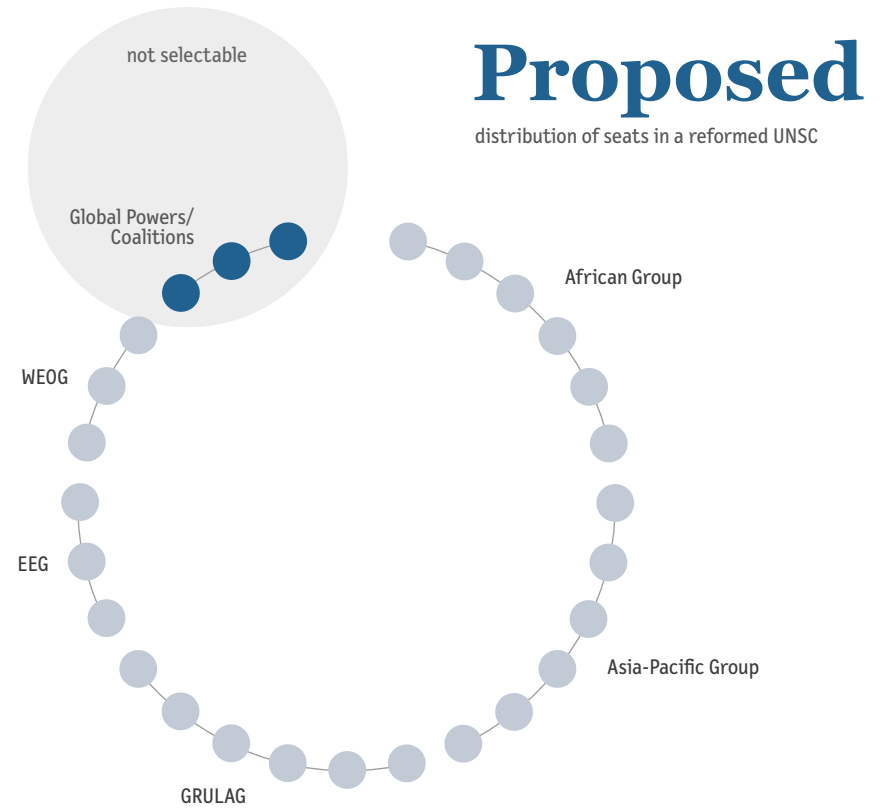 not selectable
Proposed
distribution of seats in a reformed UNSC
Global Powers/
Coalitions
African Group
WEOG
EEG
Asia-Pacific Group
GRULAG